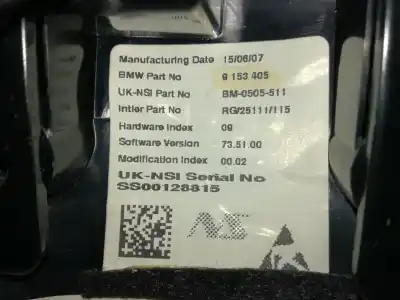 Manufacturing Date 15/06/07
BMW Part No 9 153 405
UK-NSI Part No BM-0505-511
Intier Part No RG/25111/115
Hardware Index 09
Software Version 73.51.00
Modification Index 00.02
UK-NSI Serial No
SS00128815